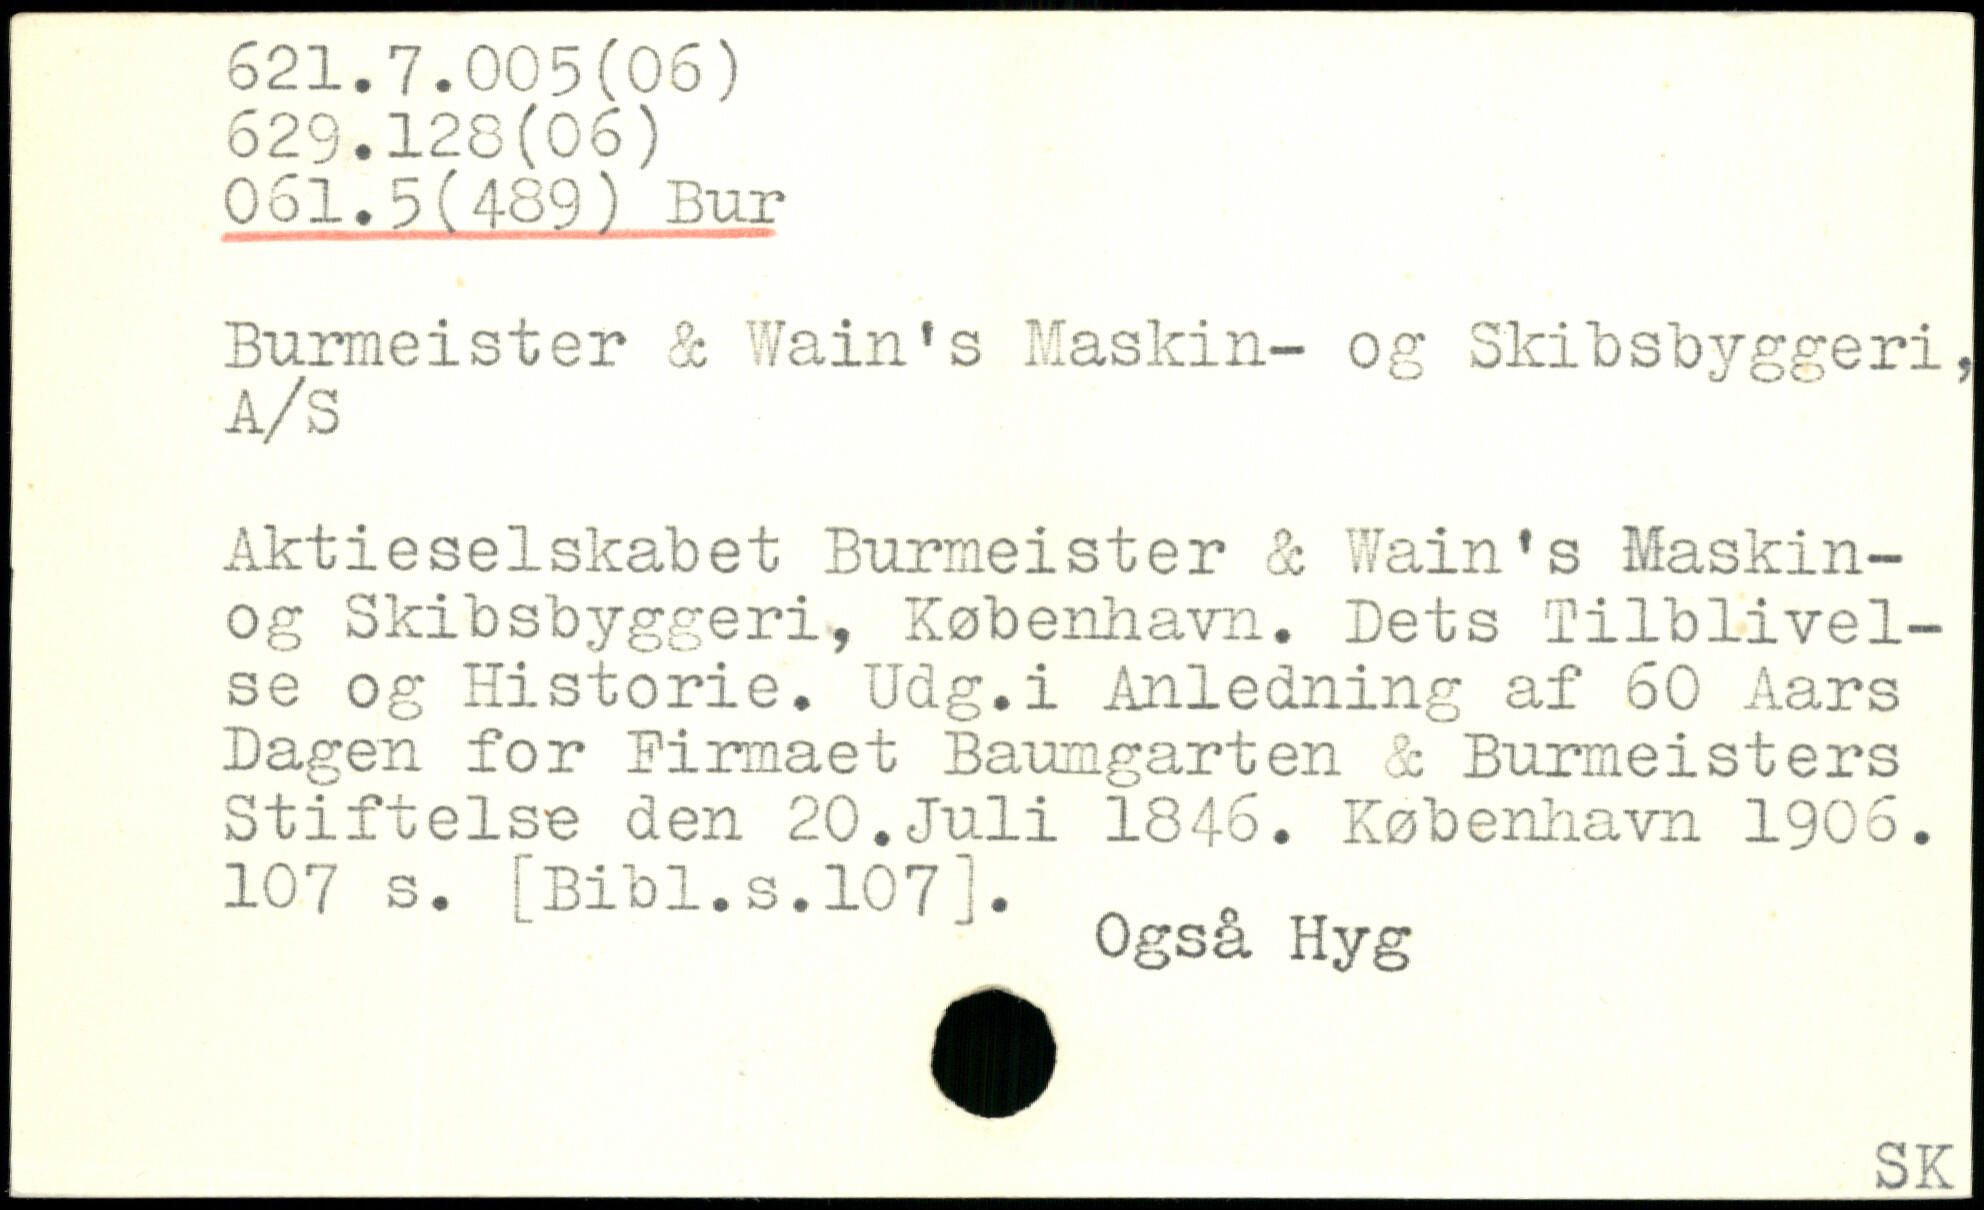 621.7.005(06)
629.128(06)
061.5(489) Bur
Burmeister & Wain's Maskin- og Skibsbyggeri,
A/S
Aktieselskabet Burmeister & Wain's Maskin-
og Skibsbyggeri, København. Dets Tilblivel-
se og Historie. Udg.i Anledning af 60 Aars
Dagen for Firmaet Baumgarten & Burmeisters
Stiftelse den 20.Juli 1846. København 1906.
107 s. [Bibl.s.107].
Også Hyg
SK